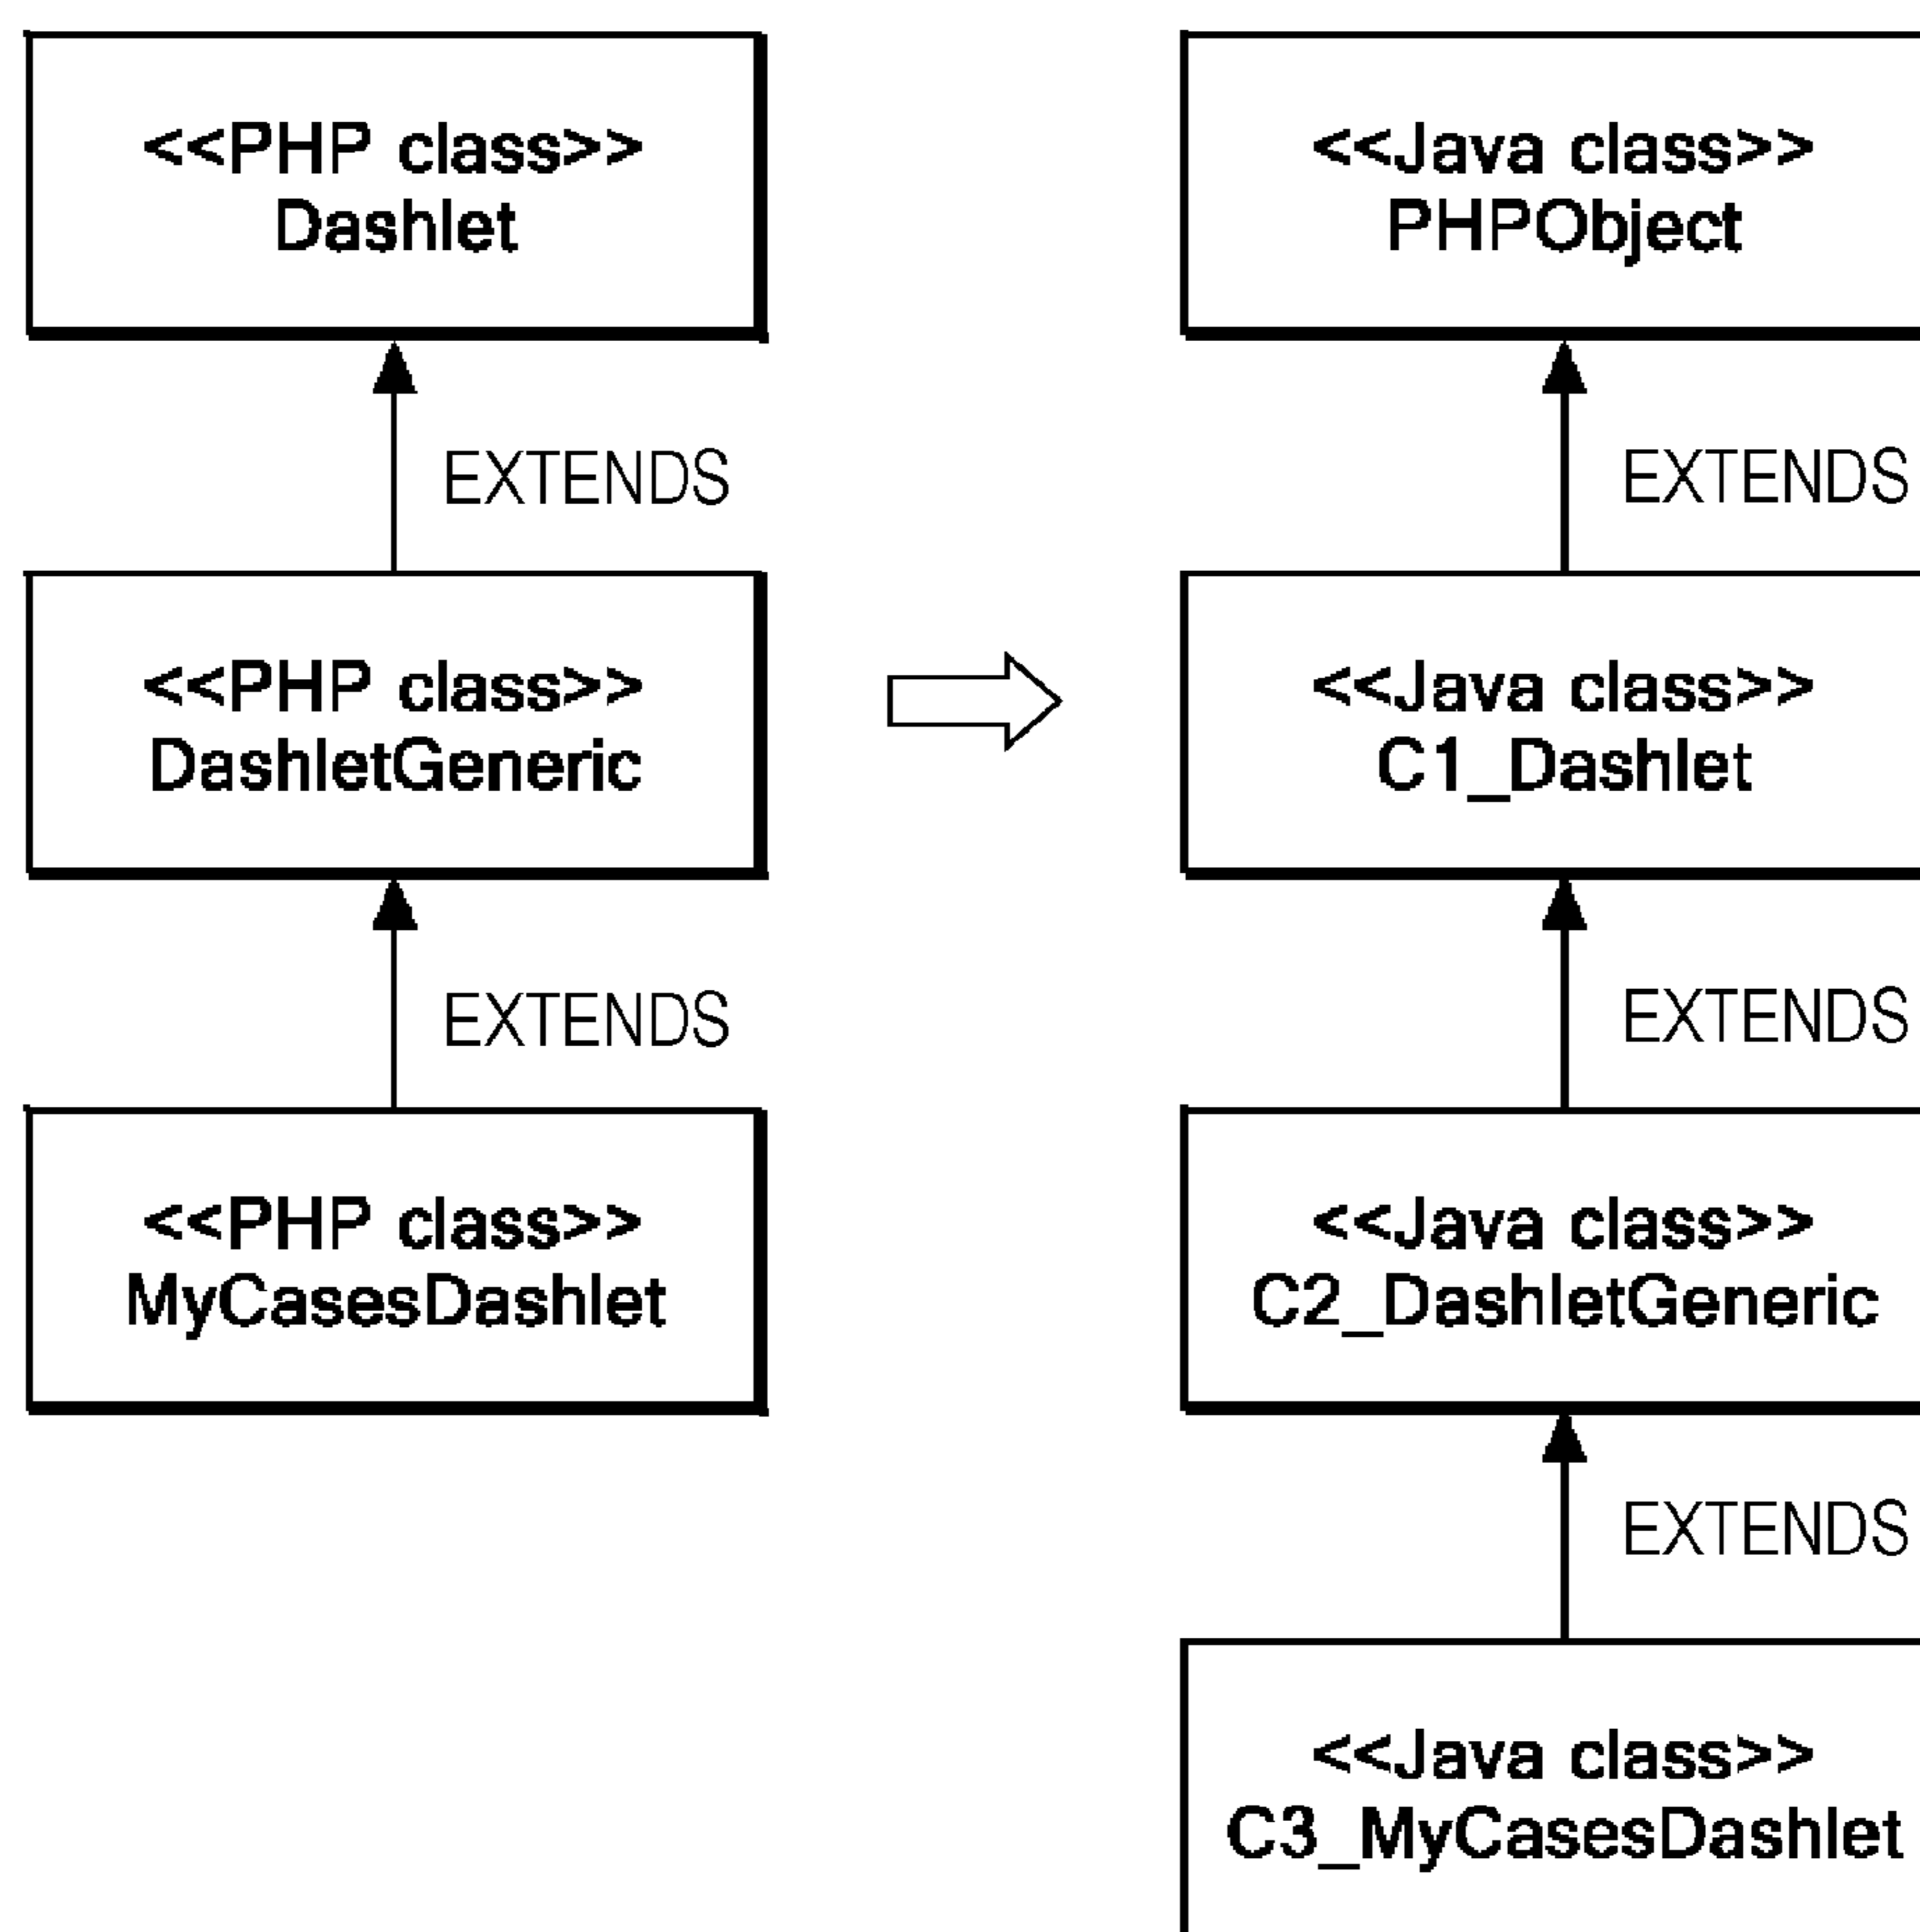 <<PHP class>>
Dashlet
EXTENDS
<<PHP class>>
DashletGeneric
EXTENDS
<<PHP class>>
MyCasesDashlet
<<Java class>>
PHPObject
EXTENDS
<<Java class>>
C1_Dashlet
EXTENDS
<<Java class>>
C2_DashletGeneric
EXTENDS
<<Java class>>
C3_MyCasesDashlet